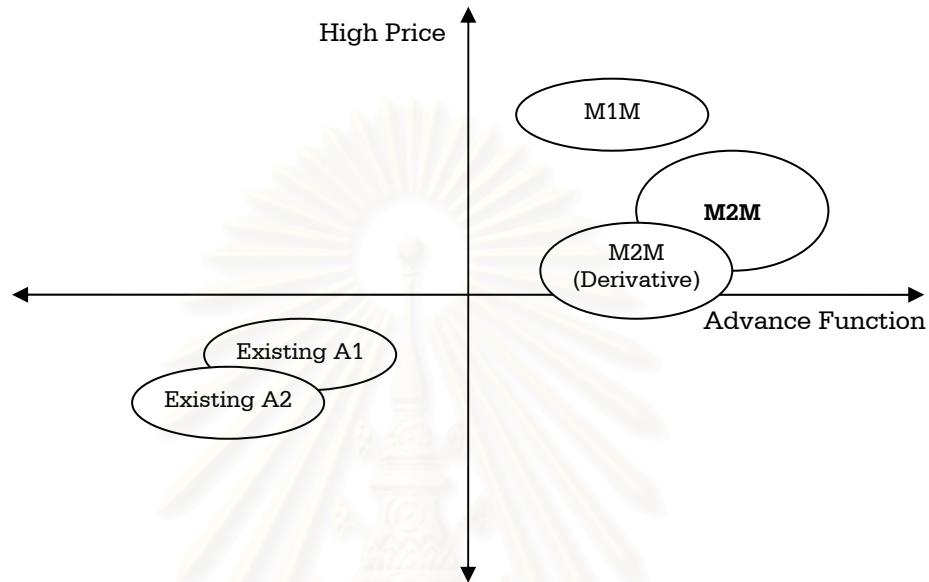 High Price
M1M
M2M
M2M
(Derivative)
Advance Function
Existing A1
Existing A2